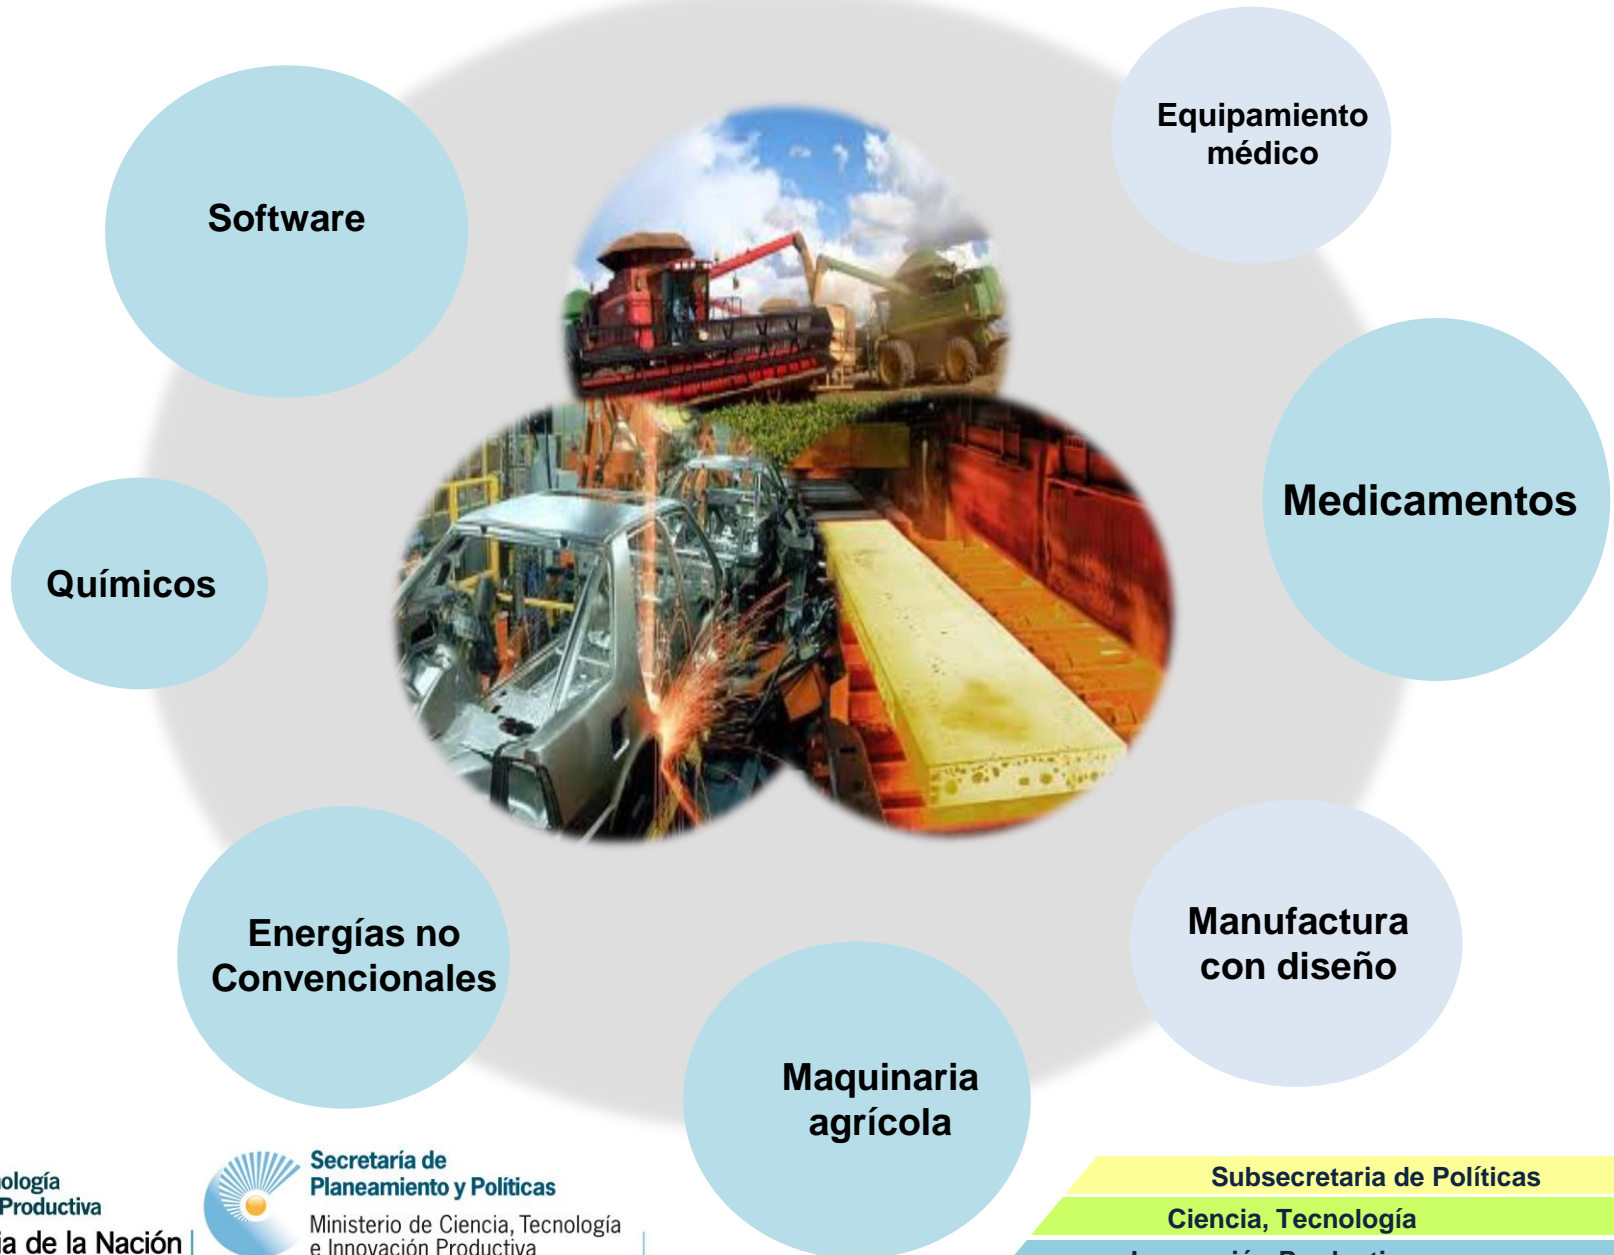 Equipamiento
médico
Software
Medicamentos
Químicos
Manufactura
con diseño
Energías no
Convencionales
Maquinaria
agrícola
Productiva
de la Nación
Secretaría de
Planeamiento y Políticas
Ministerio de Ciencia, Tecnología
e Innovación Productiva
Subsecretaria de Políticas
Ciencia, Tecnología